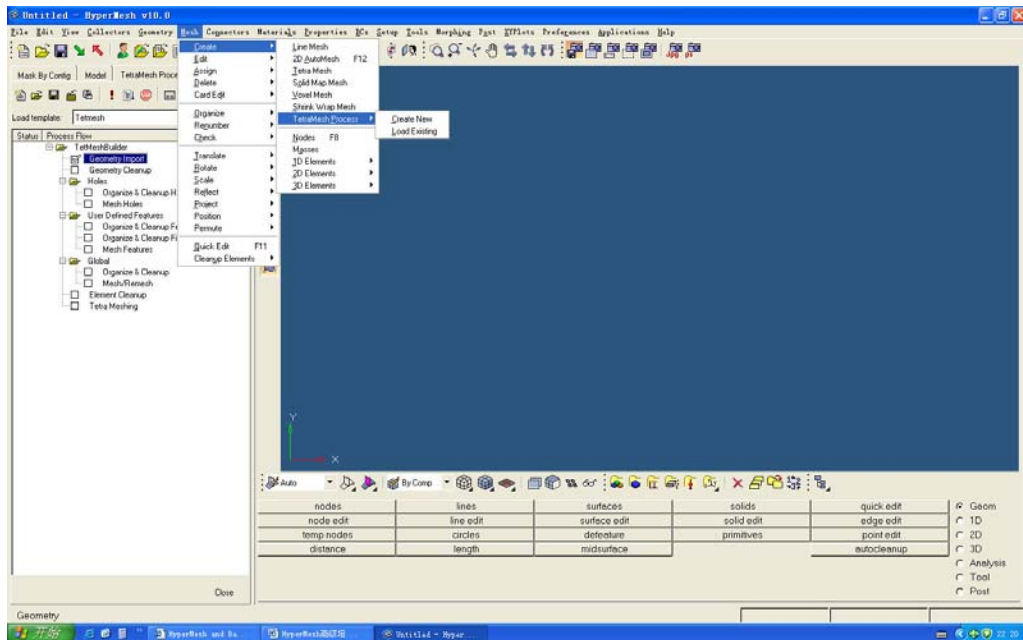 Untitled - HyperMesh v10.0
File Edit View Collectors Geometry Mesh Connectors Materials Properties BCs Setup Tools Morphing Post XYPlots Preferences Applications Help
Mask By Config Model TetraMesh Proce
Load template: Tetmesh
Status Process Flow
TetMeshBuilder
Geometry Import
Geometry Cleanup
Holes
Organize & Cleanup H
Mesh Holes
User Defined Features
Organize & Cleanup Fe
Organize & Cleanup Fi
Mesh Features
Global
Organize & Cleanup
Mesh/Remesh
Element Cleanup
Tetra Meshing
Close
Create
Edit
Assign
Delete
Card Edit
Organize
Renumber
Check
Translate
Rotate
Scale
Reflect
Project
Position
Permute
Quick Edit F11
Cleanup Elements
Line Mesh
2D AutoMesh F12
Tetra Mesh
Solid Map Mesh
Voxel Mesh
Shrink Wrap Mesh
TetraMesh Process
Nodes F8
Masses
1D Elements
2D Elements
3D Elements
Create New
Load Existing
Y
X
Auto By Comp
nodes lines surfaces solids quick edit Geom
node edit line edit surface edit solid edit edge edit 1D
temp nodes circles defeature primitives point edit 2D
distance length midsurface autocleanup 3D
Analysis
Tool
Post
Geometry
开始 HyperMesh and Ba... Untitled - Hyper...